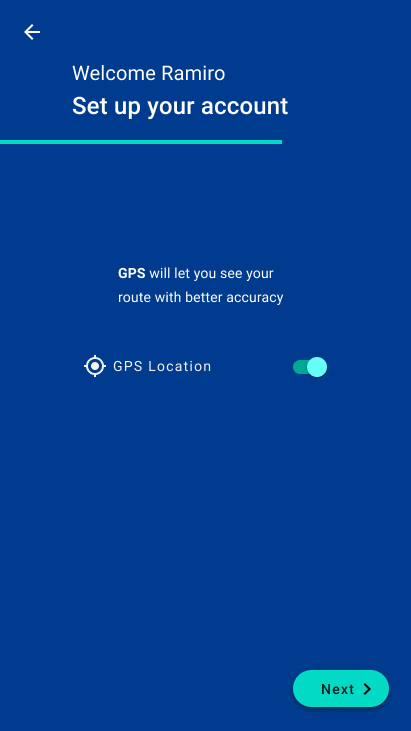 Welcome Ramiro
Set up your account
GPS will let you see your
route with better accuracy
GPS Location
Next